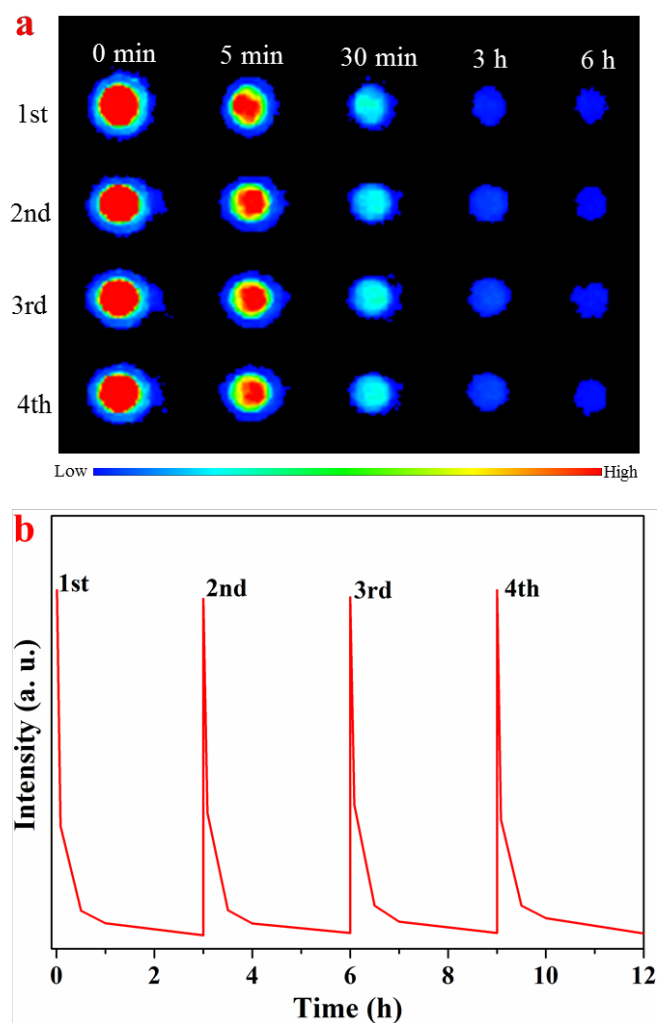 a
0 min 5 min 30 min 3 h 6 h
1st
2nd
3rd
4th
Low High
b
1st 2nd 3rd 4th
Intensity (a. u.)
0 2 4 6 8 10 12
Time (h)